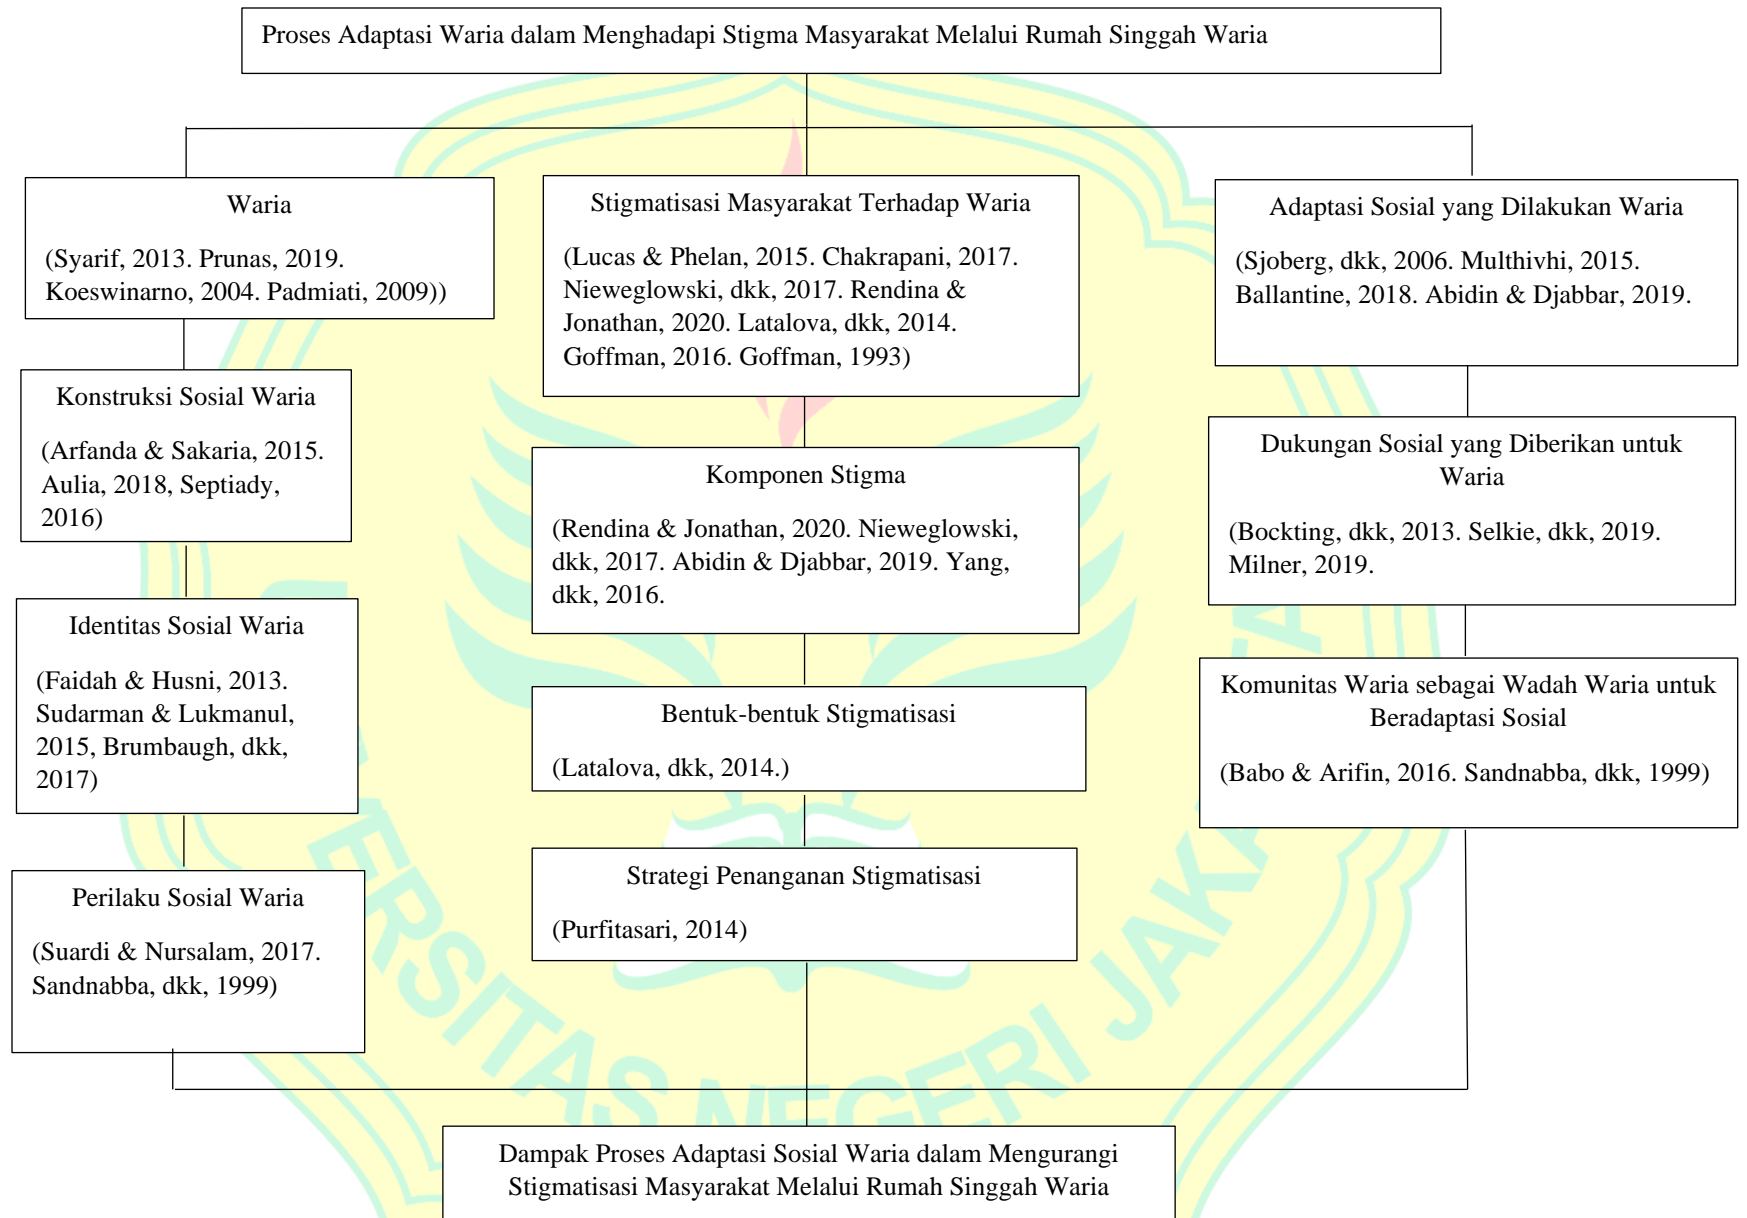 Proses Adaptasi Waria dalam Menghadapi Stigma Masyarakat Melalui Rumah Singgah Waria
Waria
(Syarif, 2013. Prunas, 2019.
Koeswinarno, 2004. Padmiati, 2009))
Konstruksi Sosial Waria
(Arfanda & Sakaria, 2015.
Aulia, 2018, Septiady,
2016)
Identitas Sosial Waria
(Faidah & Husni, 2013.
Sudarman & Lukmanul,
2015, Brumbaugh, dkk,
2017)
Perilaku Sosial Waria
(Suardi & Nursalam, 2017.
Sandnabba, dkk, 1999)
Stigmatisasi Masyarakat Terhadap Waria
(Lucas & Phelan, 2015. Chakrapani, 2017.
Nieweglowski, dkk, 2017. Rendina &
Jonathan, 2020. Latalova, dkk, 2014.
Goffman, 2016. Goffman, 1993)
Komponen Stigma
(Rendina & Jonathan, 2020. Nieweglowski,
dkk, 2017. Abidin & Djabbar, 2019. Yang,
dkk, 2016.
Bentuk-bentuk Stigmatisasi
(Latalova, dkk, 2014.)
Strategi Penanganan Stigmatisasi
(Purfitasari, 2014)
Adaptasi Sosial yang Dilakukan Waria
(Sjoberg, dkk, 2006. Multhivhi, 2015.
Ballantine, 2018. Abidin & Djabbar, 2019.
Dukungan Sosial yang Diberikan untuk
Waria
(Bockting, dkk, 2013. Selkie, dkk, 2019.
Milner, 2019.
Komunitas Waria sebagai Wadah Waria untuk
Beradaptasi Sosial
(Babo & Arifin, 2016. Sandnabba, dkk, 1999)
Dampak Proses Adaptasi Sosial Waria dalam Mengurangi
Stigmatisasi Masyarakat Melalui Rumah Singgah Waria
ERSITAS NEGERI JAKA